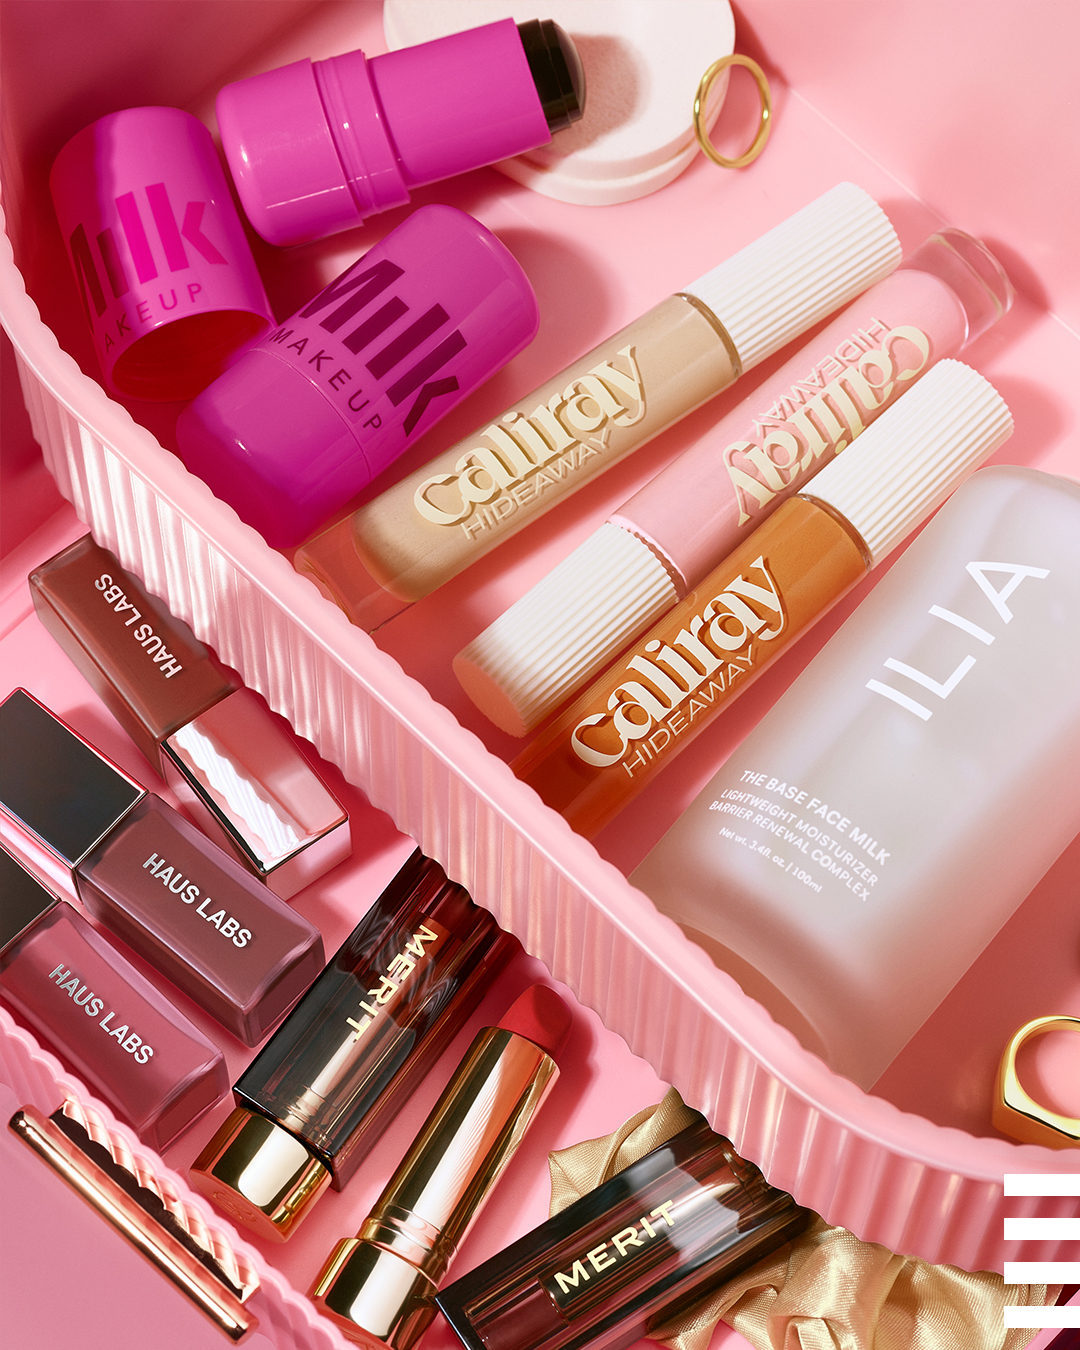 Milk
MAKEUP
Milk
MAKEUP
caliray
HIDEAWAY
caliray
HIDEAWAY
caliray
HIDEAWAY
ILIA
THE BASE FACE MILK
LIGHTWEIGHT MOISTURIZER
BARRIER RENEWAL COMPLEX
Net wt. 3.4fl. oz. | 100ml
HAUS LABS
HAUS LABS
HAUS LABS
MERIT
MERIT